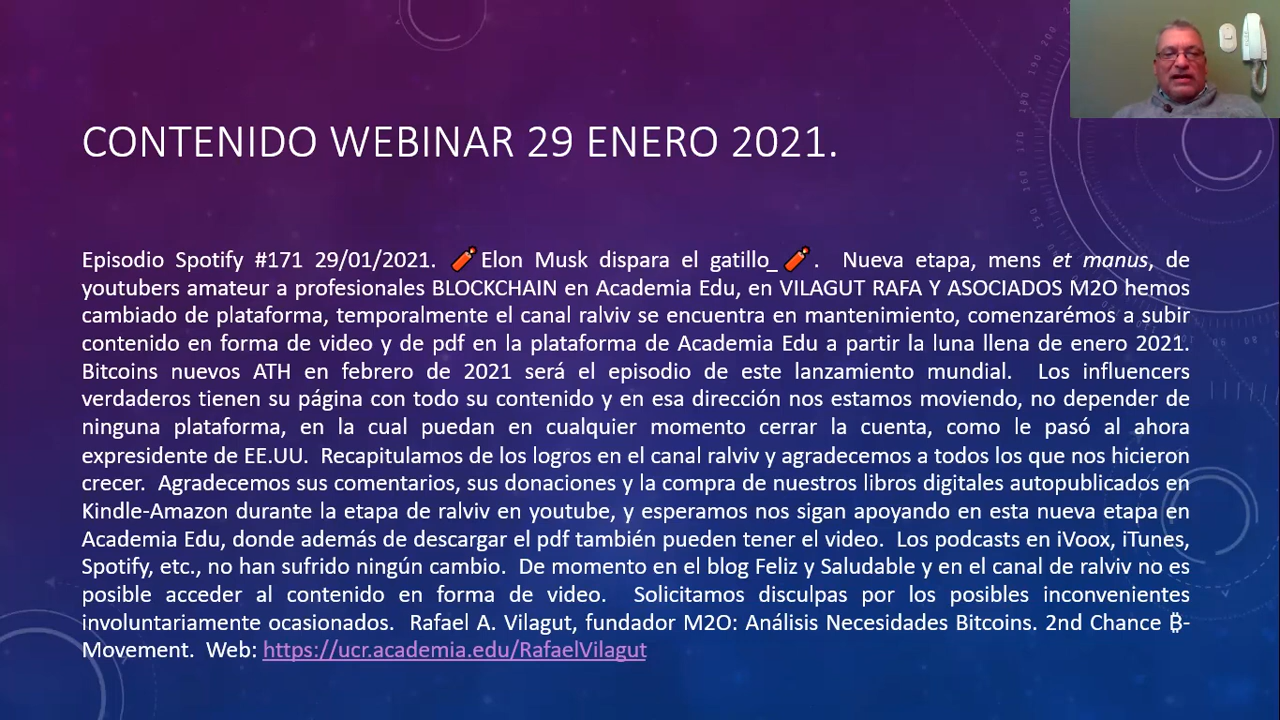 CONTENIDO WEBINAR 29 ENERO 2021.
Episodio Spotify #171 29/01/2021. 🧨Elon Musk dispara el gatillo_🧨. Nueva etapa, mens et manus, de
youtubers amateur a profesionales BLOCKCHAIN en Academia Edu, en VILAGUT RAFA Y ASOCIADOS M2O hemos
cambiado de plataforma, temporalmente el canal ralviv se encuentra en mantenimiento, comenzarémos a subir
contenido en forma de video y de pdf en la plataforma de Academia Edu a partir la luna llena de enero 2021.
Bitcoins nuevos ATH en febrero de 2021 será el episodio de este lanzamiento mundial. Los influencers
verdaderos tienen su página con todo su contenido y en esa dirección nos estamos moviendo, no depender de
ninguna plataforma, en la cual puedan en cualquier momento cerrar la cuenta, como le pasó al ahora
expresidente de EE.UU. Recapitulamos de los logros en el canal ralviv y agradecemos a todos los que nos hicieron
crecer. Agradecemos sus comentarios, sus donaciones y la compra de nuestros libros digitales autopublicados en
Kindle-Amazon durante la etapa de ralviv en youtube, y esperamos nos sigan apoyando en esta nueva etapa en
Academia Edu, donde además de descargar el pdf también pueden tener el video. Los podcasts en iVoox, iTunes,
Spotify, etc., no han sufrido ningún cambio. De momento en el blog Feliz y Saludable y en el canal de ralviv no es
posible acceder al contenido en forma de video. Solicitamos disculpas por los posibles inconvenientes
involuntariamente ocasionados. Rafael A. Vilagut, fundador M2O: Análisis Necesidades Bitcoins. 2nd Chance ₿-
Movement. Web: https://ucr.academia.edu/RafaelVilagut